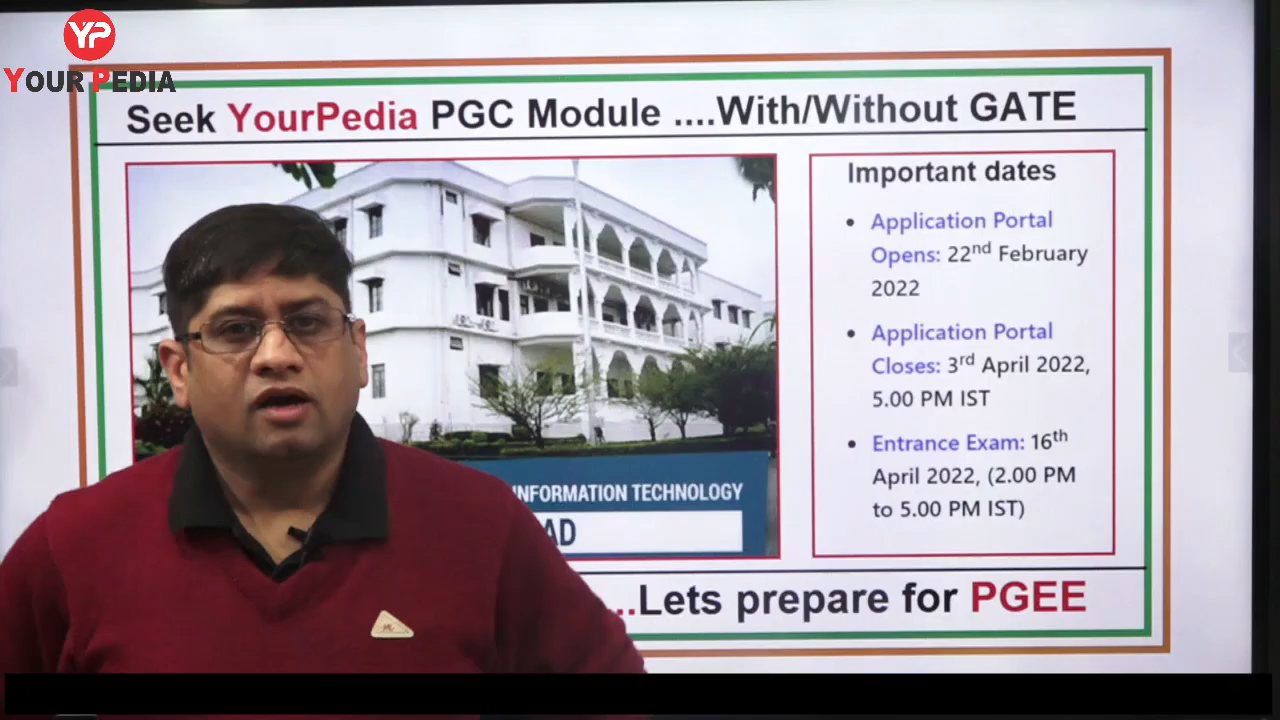 YP
YOUR PEDIA
Seek YourPedia PGC Module ....With/Without GATE
Important dates
• Application Portal
Opens: 22nd February
2022
• Application Portal
Closes: 3rd April 2022,
5.00 PM IST
• Entrance Exam: 16th
April 2022, (2.00 PM
to 5.00 PM IST)
INFORMATION TECHNOLOGY
AD
...Lets prepare for PGEE